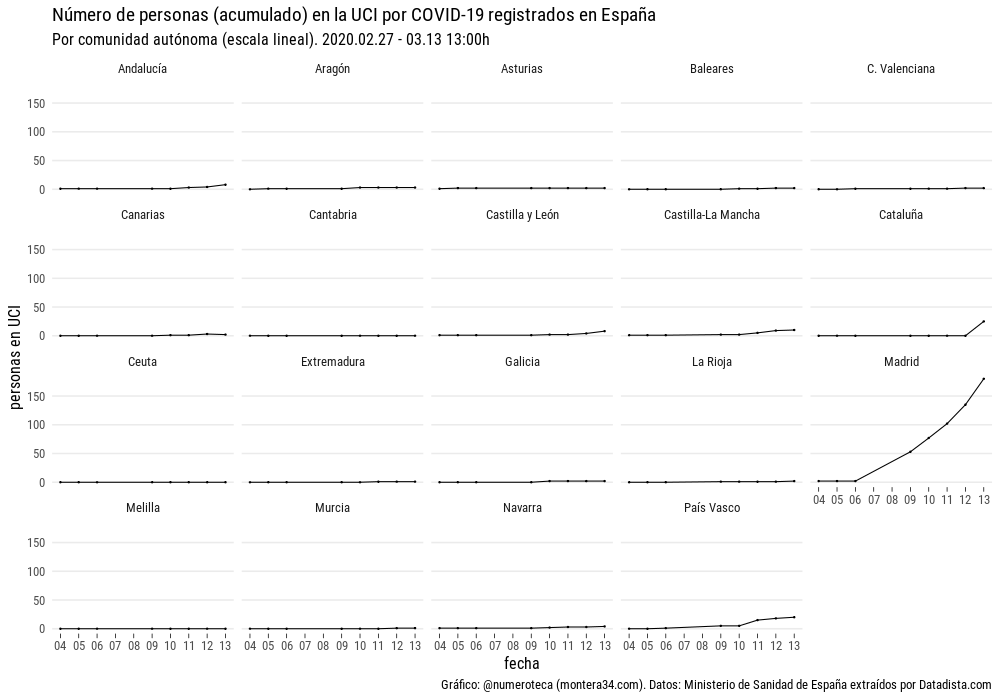 Número de personas (acumulado) en la UCI por COVID-19 registrados en España
Por comunidad autónoma (escala lineal). 2020.02.27 - 03.13 13:00h
Andalucía Aragón Asturias Baleares C. Valenciana
150
100
50
0
Canarias Cantabria Castilla y León Castilla-La Mancha Cataluña
150
100
50
0
personas en UCI
Ceuta Extremadura Galicia La Rioja Madrid
150
100
50
0
04 05 06 07 08 09 10 11 12 13
Melilla Murcia Navarra País Vasco
150
100
50
0
04 05 06 07 08 09 10 11 12 13 04 05 06 07 08 09 10 11 12 13 04 05 06 07 08 09 10 11 12 13 04 05 06 07 08 09 10 11 12 13
fecha
Gráfico: @numeroteca (montera34.com). Datos: Ministerio de Sanidad de España extraídos por Datadista.com